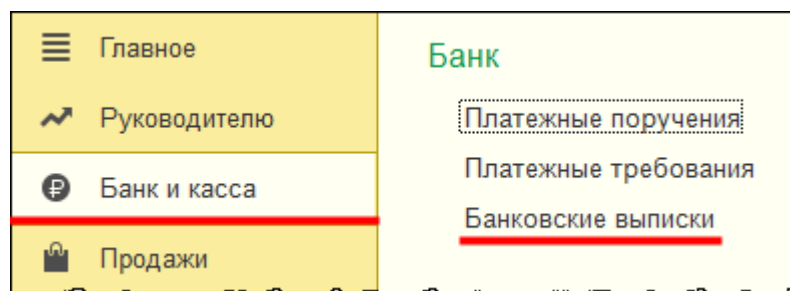 Главное
Руководителю
Банк и касса
Продажи
Банк
Платежные поручения
Платежные требования
Банковские выписки